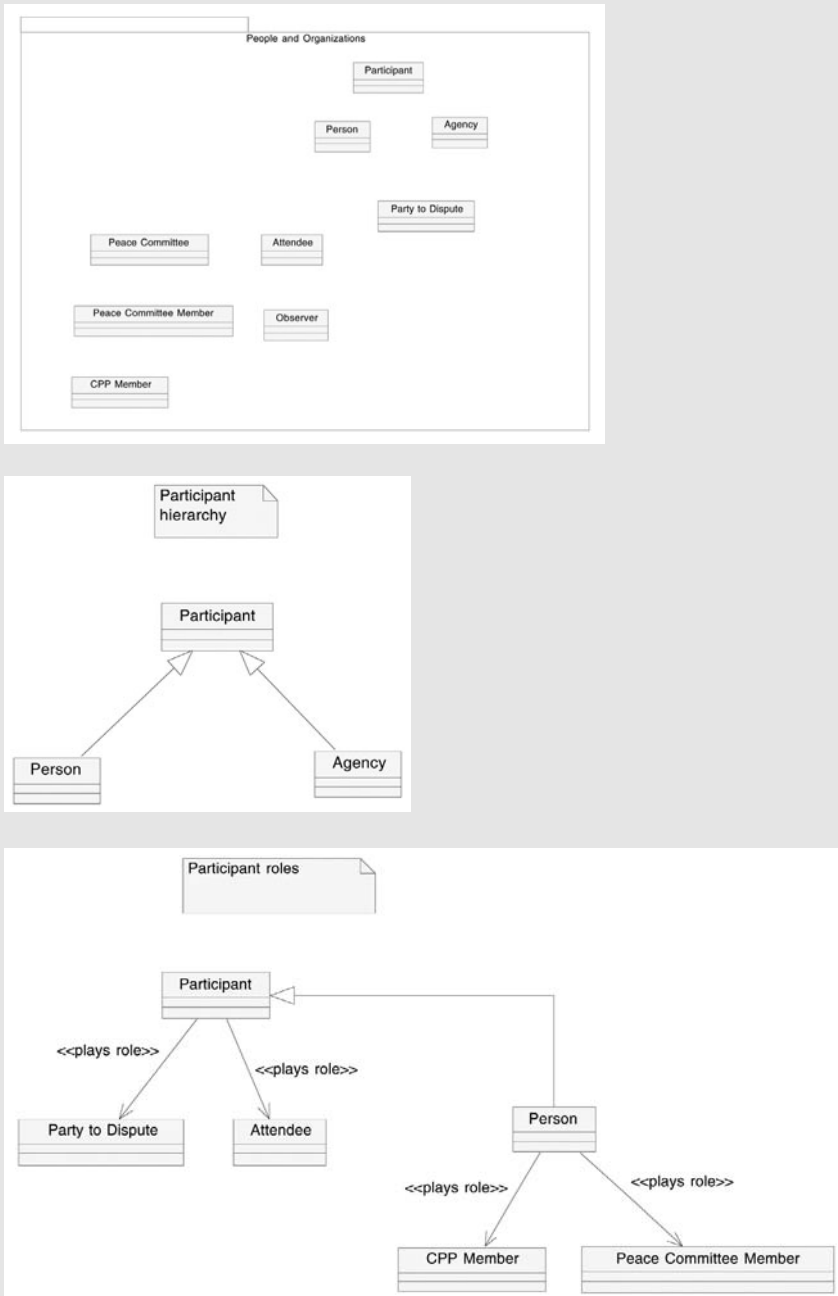 People and Organizations
Participant
Person
Agency
Party to Dispute
Peace Committee
Attendee
Peace Committee Member
Observer
CPP Member
Participant
hierarchy
Participant
Person
Agency
Participant roles
Participant
<<plays role>>
<<plays role>>
Party to Dispute
Attendee
Person
<<plays role>>
<<plays role>>
CPP Member
Peace Committee Member